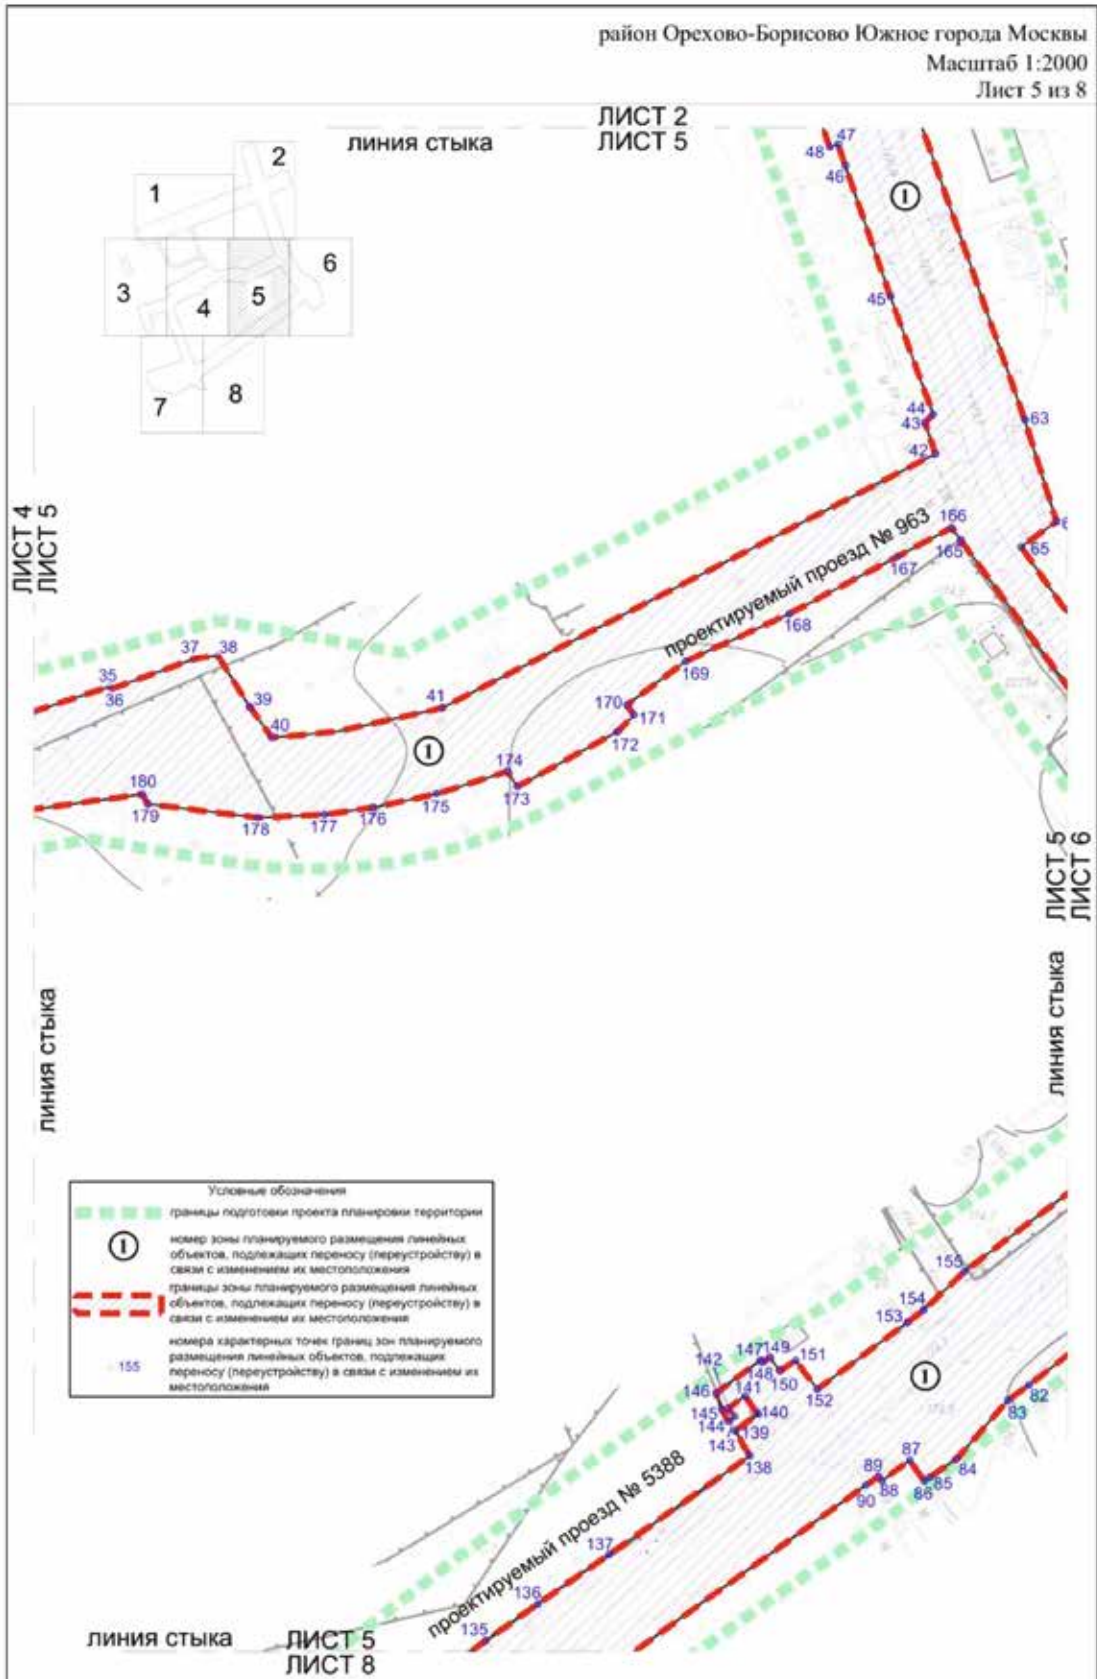 район Орехово-Борисово Южное города Москвы
Масштаб 1:2000
Лист 5 из 8
ЛИСТ 2
линия стыка
ЛИСТ 5
1
2
3
4
5
6
7
8
47
48
46
1
45
44
43
42
63
65
166
165
167
168
169
проектируемый проезд № 963
ЛИСТ 4
ЛИСТ 5
37
38
35
36
39
40
41
1
170
171
172
174
173
175
176
177
178
179
180
ЛИСТ 5
ЛИСТ 6
линия стыка
линия стыка
Условные обозначения
границы подготовки проекта планировки территории
1
номер зоны планируемого размещения линейных
объектов, подлежащих переносу (переустройству) в
связи с изменением их местоположения
границы зоны планируемого размещения линейных
объектов, подлежащих переносу (переустройству) в
связи с изменением их местоположения
155
номера характерных точек границ зон планируемого
размещения линейных объектов, подлежащих
переносу (переустройству) в связи с изменением их
местоположения
155
154
153
147
149
142
148
151
150
152
146
141
145
140
144
139
143
138
1
82
83
84
85
86
87
88
89
90
137
136
135
проектируемый проезд № 5388
линия стыка
ЛИСТ 5
ЛИСТ 8